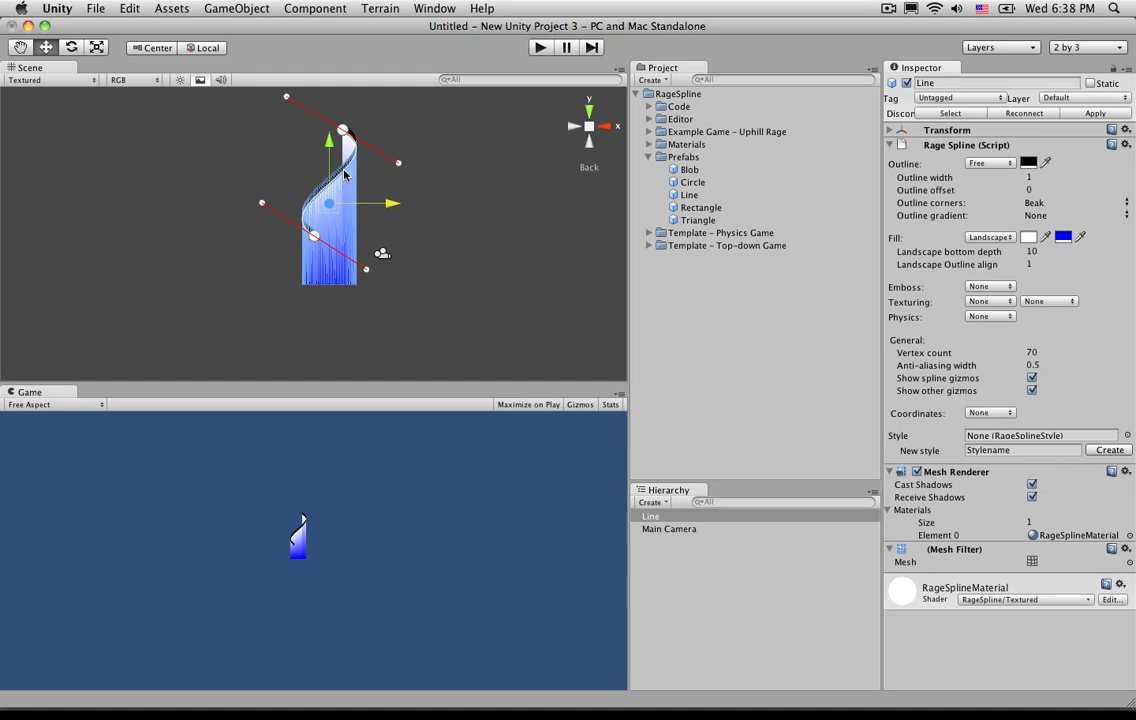 Unity File Edit Assets GameObject Component Terrain Window Help Wed 6:38 PM
Untitled - New Unity Project 3 - PC and Mac Standalone
Center Local Layers 2 by 3
Scene
Textured RGB All
y
x
Back
Game
Free Aspect Maximize on Play Gizmos Stats
Project
Create All
RageSpline
Code
Editor
Example Game - Uphill Rage
Materials
Prefabs
Blob
Circle
Line
Rectangle
Triangle
Template - Physics Game
Template - Top-down Game
Hierarchy
Create All
Line
Main Camera
Inspector
Line Static
Tag Untagged Layer Default
Discon Select Reconnect Apply
Transform
Rage Spline (Script)
Outline: Free
Outline width 1
Outline offset 0
Outline corners: Beak
Outline gradient: None
Fill: Landscape
Landscape bottom depth 10
Landscape Outline align 1
Emboss: None
Texturing: None None
Physics: None
General:
Vertex count 70
Anti-aliasing width 0.5
Show spline gizmos
Show other gizmos
Coordinates: None
Style None (RageSplineStyle)
New style Stylename Create
Mesh Renderer
Cast Shadows
Receive Shadows
Materials
Size 1
Element 0 RageSplineMaterial
(Mesh Filter)
Mesh
RageSplineMaterial
Shader RageSpline/Textured Edit...